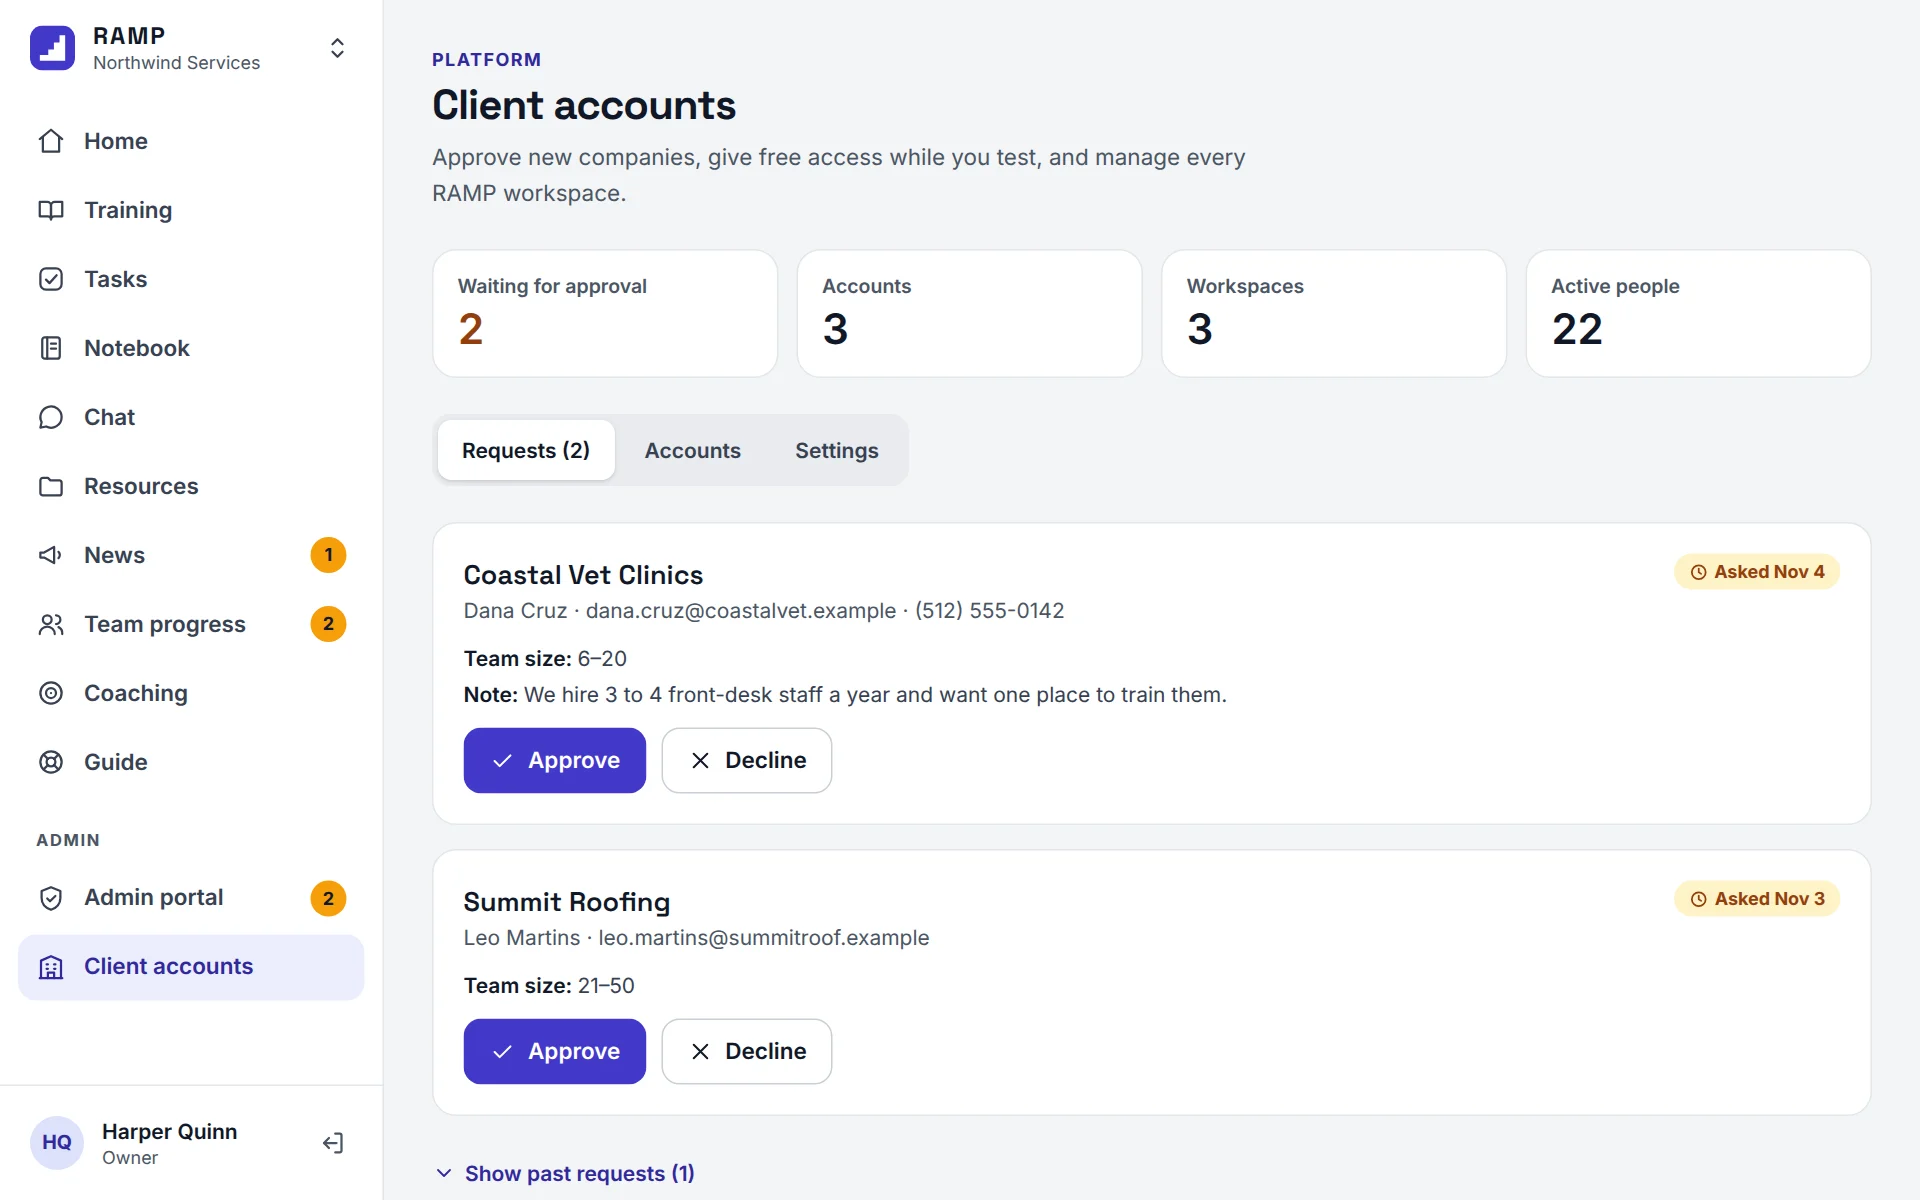 RAMP
Northwind Services
Home
Training
Tasks
Notebook
Chat
Resources
News
1
Team progress
2
Coaching
Guide
ADMIN
Admin portal
2
Client accounts
HQ
Harper Quinn
Owner
PLATFORM
Client accounts
Approve new companies, give free access while you test, and manage every
RAMP workspace.
Waiting for approval
2
Accounts
3
Workspaces
3
Active people
22
Requests (2)
Accounts
Settings
Coastal Vet Clinics
Asked Nov 4
Dana Cruz · dana.cruz@coastalvet.example · (512) 555-0142
Team size: 6–20
Note: We hire 3 to 4 front-desk staff a year and want one place to train them.
Approve
Decline
Summit Roofing
Asked Nov 3
Leo Martins · leo.martins@summitroof.example
Team size: 21–50
Approve
Decline
Show past requests (1)